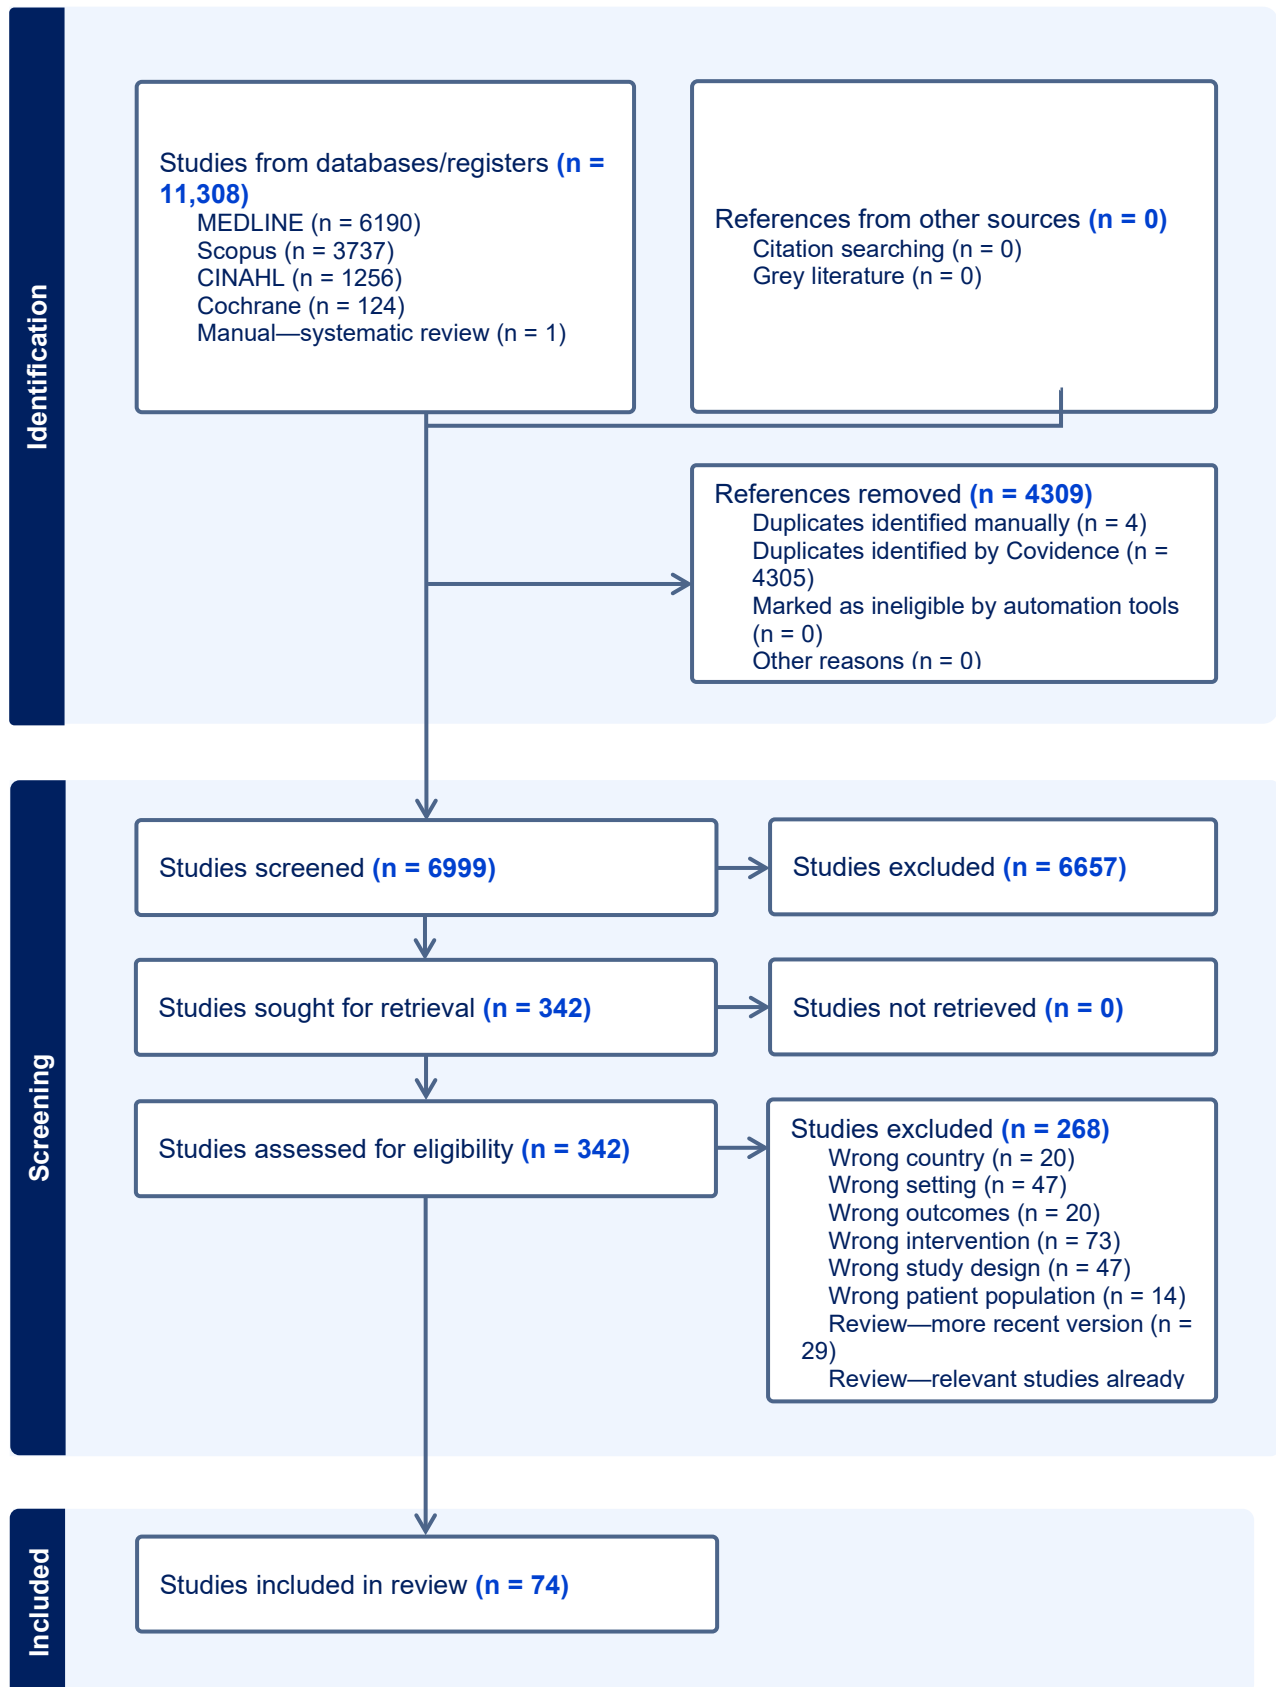 Identification
Studies from databases/registers (n =
11,308)
MEDLINE (n = 6190)
Scopus (n = 3737)
CINAHL (n = 1256)
Cochrane (n = 124)
Manual—systematic review (n = 1)
References from other sources (n = 0)
Citation searching (n = 0)
Grey literature (n = 0)
References removed (n = 4309)
Duplicates identified manually (n = 4)
Duplicates identified by Covidence (n =
4305)
Marked as ineligible by automation tools
(n = 0)
Other reasons (n = 0)
Screening
Studies screened (n = 6999)
Studies excluded (n = 6657)
Studies sought for retrieval (n = 342)
Studies not retrieved (n = 0)
Studies assessed for eligibility (n = 342)
Studies excluded (n = 268)
Wrong country (n = 20)
Wrong setting (n = 47)
Wrong outcomes (n = 20)
Wrong intervention (n = 73)
Wrong study design (n = 47)
Wrong patient population (n = 14)
Review—more recent version (n =
29)
Review—relevant studies already
Included
Studies included in review (n = 74)